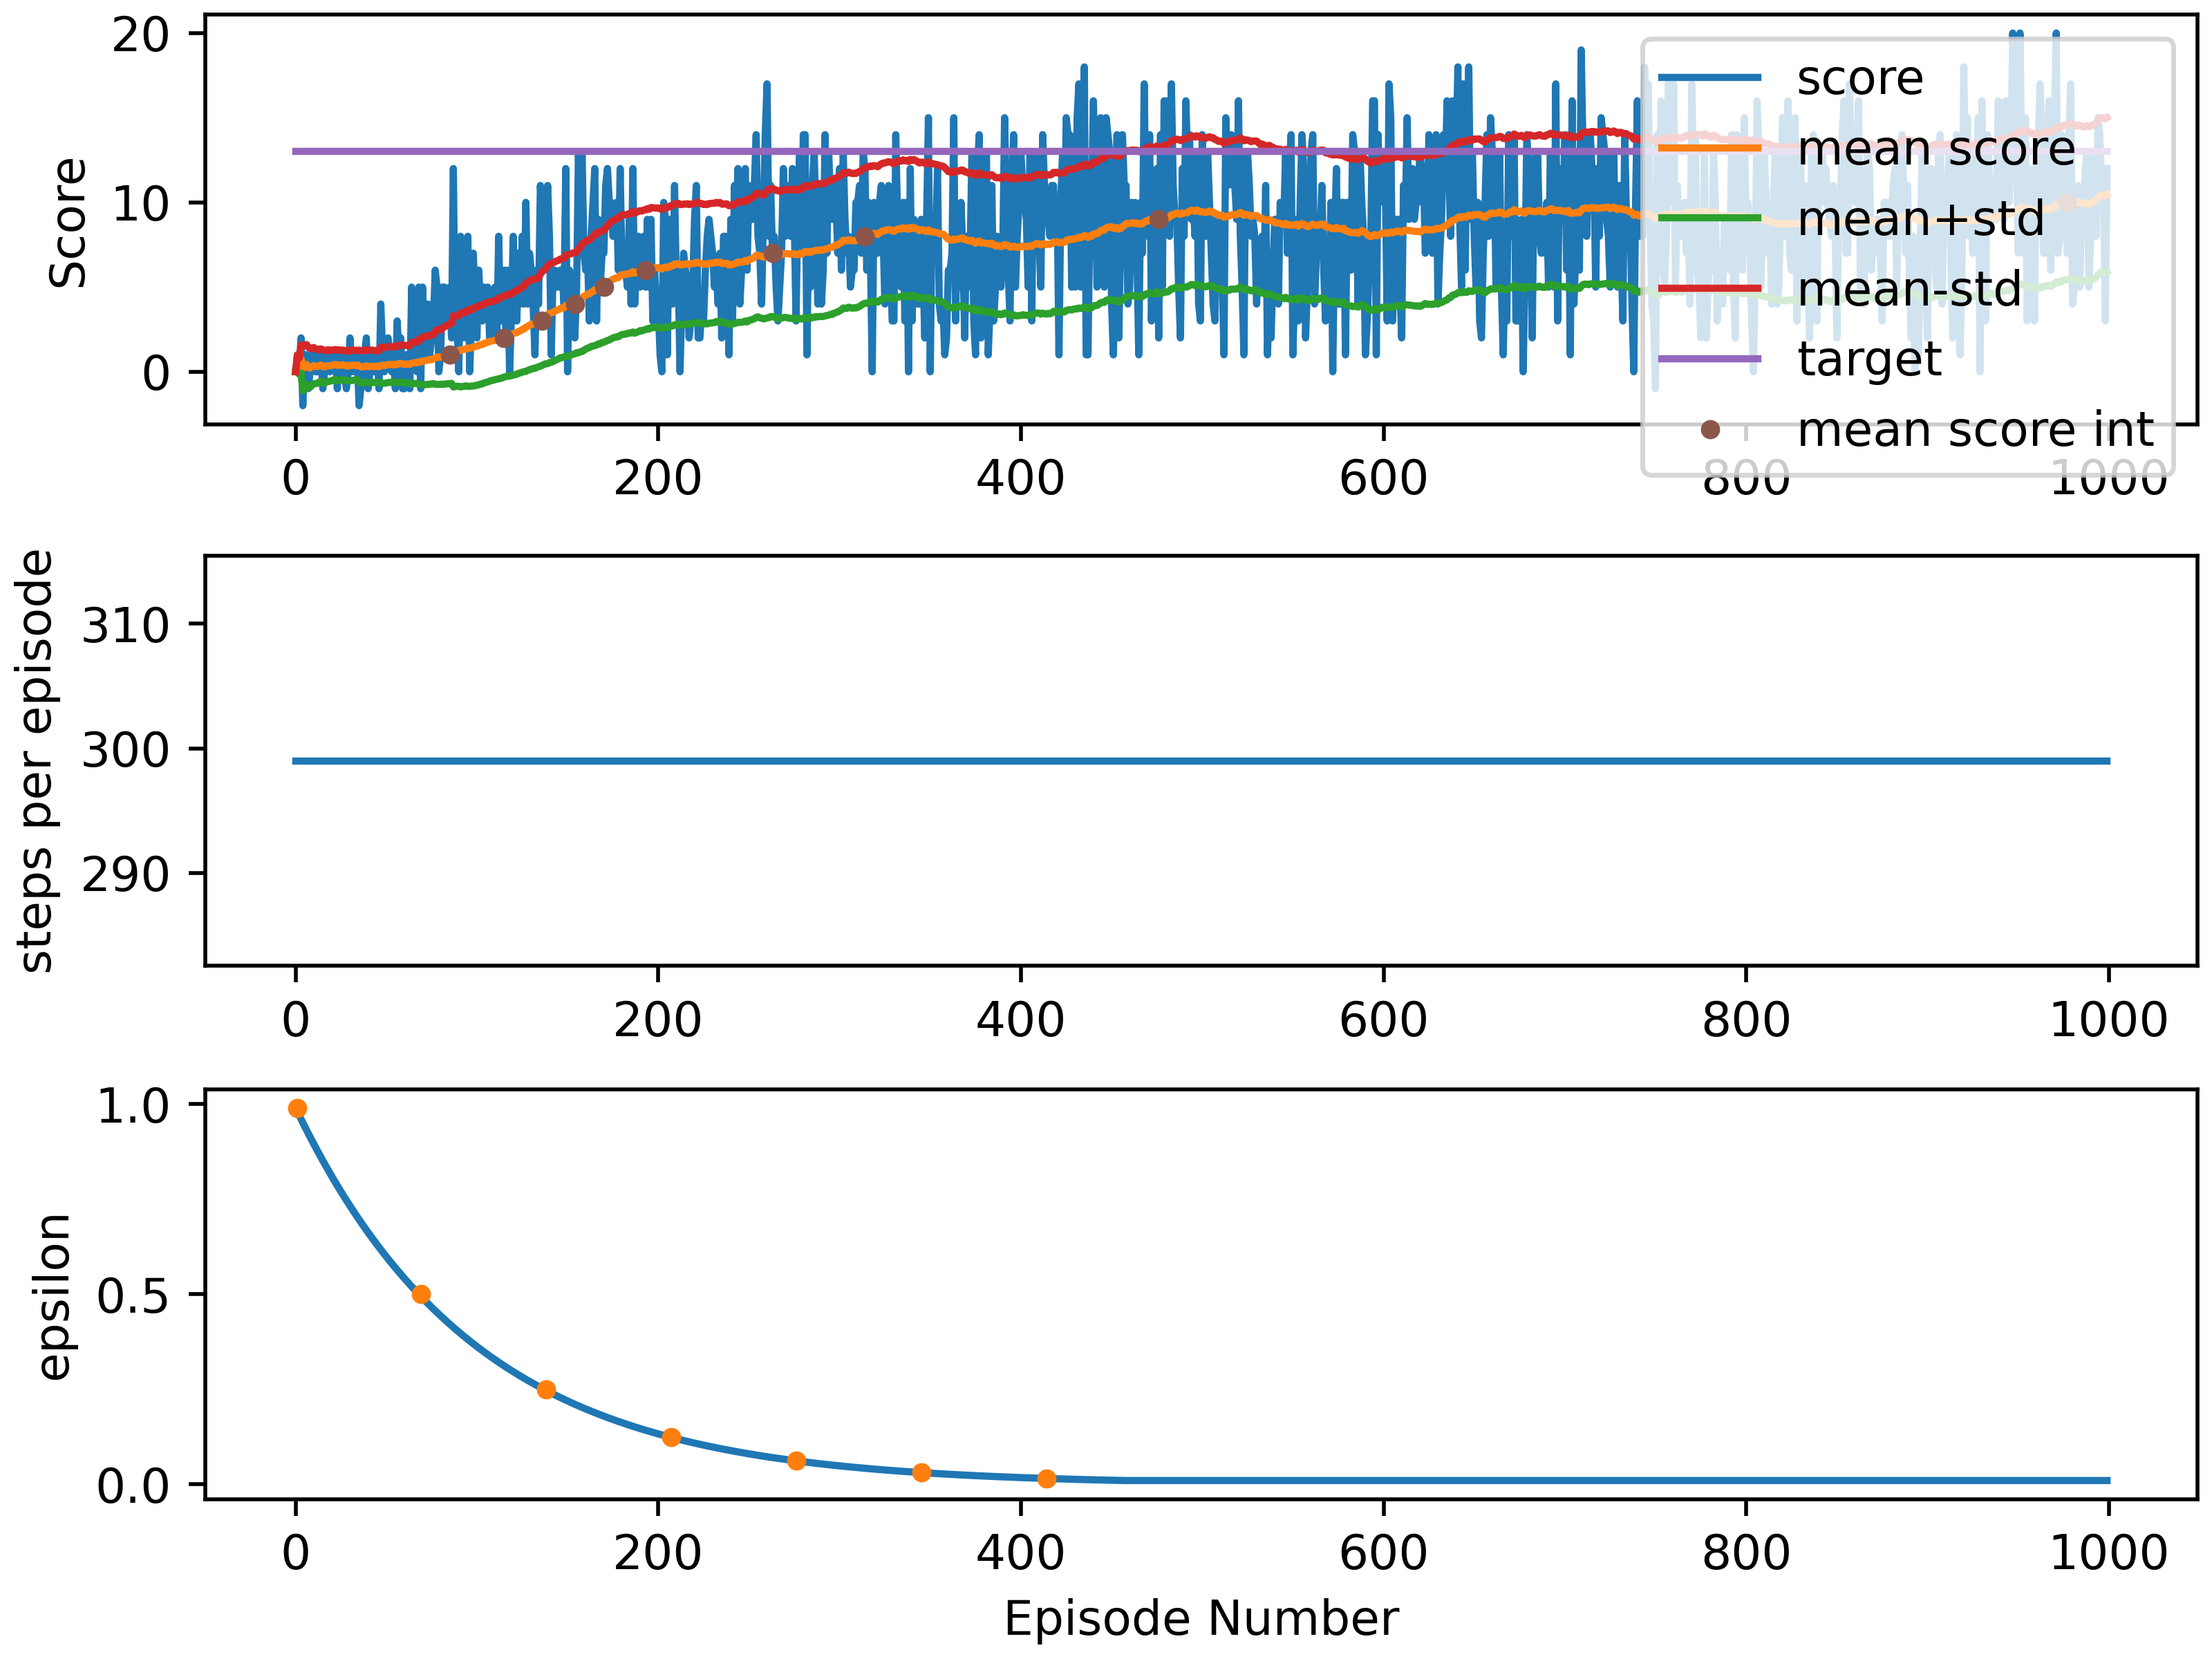 20
10
0
Score
score
mean score
mean+std
mean-std
target
mean score int
0 200 400 600 800 1000
310
300
290
steps per episode
0 200 400 600 800 1000
1.0
0.5
0.0
epsilon
0 200 400 600 800 1000
Episode Number